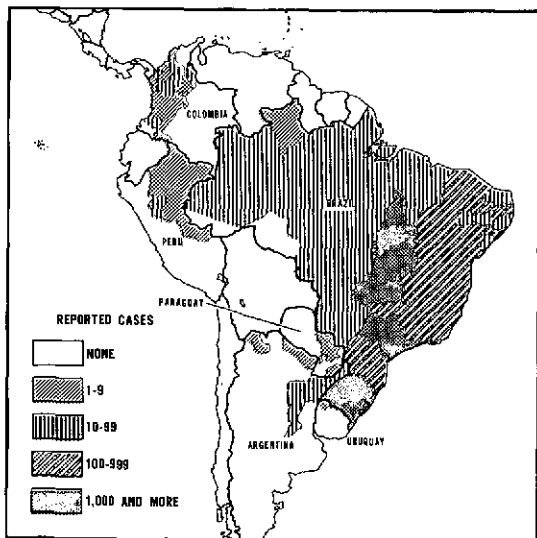 COLOMBIA
BRAZIL
PERU
PARAGUAY
REPORTED CASES
NONE
1-9
10-99
100-999
1,000 AND MORE
ARGENTINA
URUGUAY